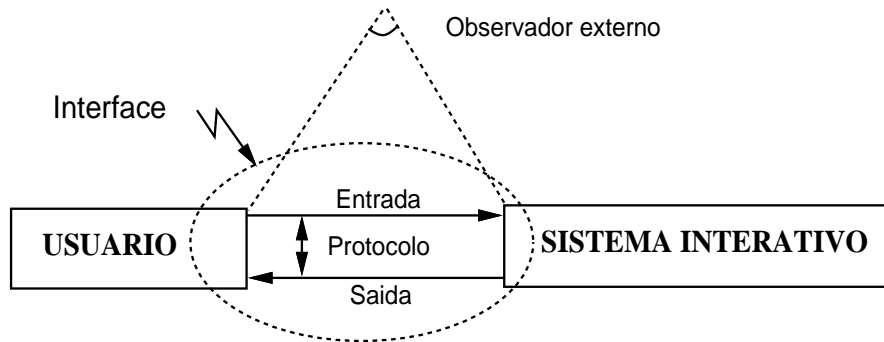 Observador externo
Interface
Entrada
USUARIO
Protocolo
SISTEMA INTERATIVO
Saida